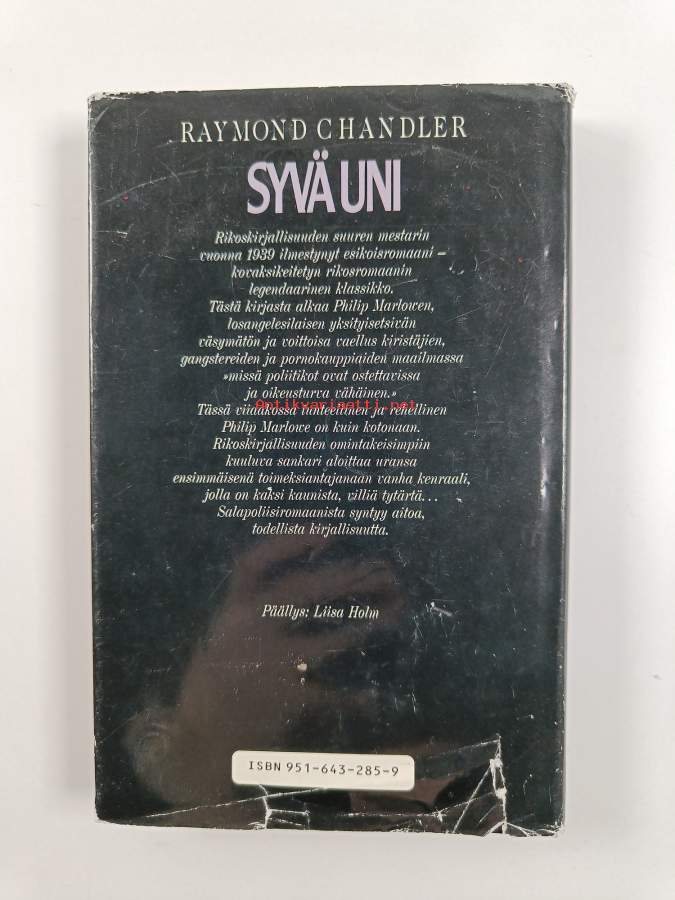 RAYMOND CHANDLER
SYVÄ UNI
Rikoskirjallisuuden suuren mestarin
vuonna 1939 ilmestynyt esikoisromaani –
kovaksikeitetyn rikosromaanin
legendaarinen klassikko.
Tästä kirjasta alkaa Philip Marlowen,
losangelesilaisen yksityisetsivän
väsymätön ja voittoisa vaellus kiristäjien,
gangstereiden ja pornokauppiaiden maailmassa
»missä poliitikot ovat ostettavissa
ja oikeusturva vähäinen.»
Antikvariaatti.net
Tässä viidakossa tunteellinen ja rehellinen
Philip Marlowe on kuin kotonaan.
Rikoskirjallisuuden omintakeisimpiin
kuuluva sankari aloittaa uransa
ensimmäisenä toimeksiantajanaan vanha kenraali,
jolla on kaksi kaunista, villiä tytärtä...
Salapoliisiromaanista syntyy aitoa,
todellista kirjallisuutta.
Päällys: Liisa Holm
ISBN 951-643-285-9